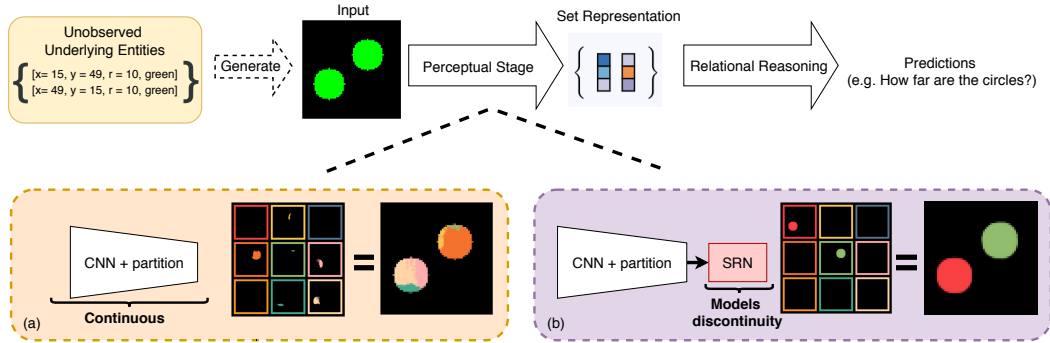 Unobserved
Underlying Entities
{ [x= 15, y = 49, r = 10, green] }
[x= 49, y = 15, r = 10, green]
Generate
Input
Perceptual Stage
Set Representation
{ }
Relational Reasoning
Predictions
(e.g. How far are the circles?)
CNN + partition
Continuous
(a)
=
CNN + partition
SRN
Models
discontinuity
(b)
=